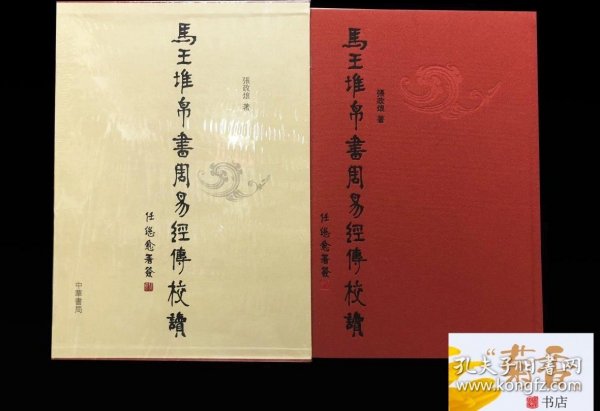 馬王堆帛書周易經傳校讀
張政烺 著
任繼愈署簽
中華書局
馬王堆帛書周易經傳校讀
張政烺 著
任繼愈署簽
菊香
孔夫子旧书网
www.kongfz.com
书店